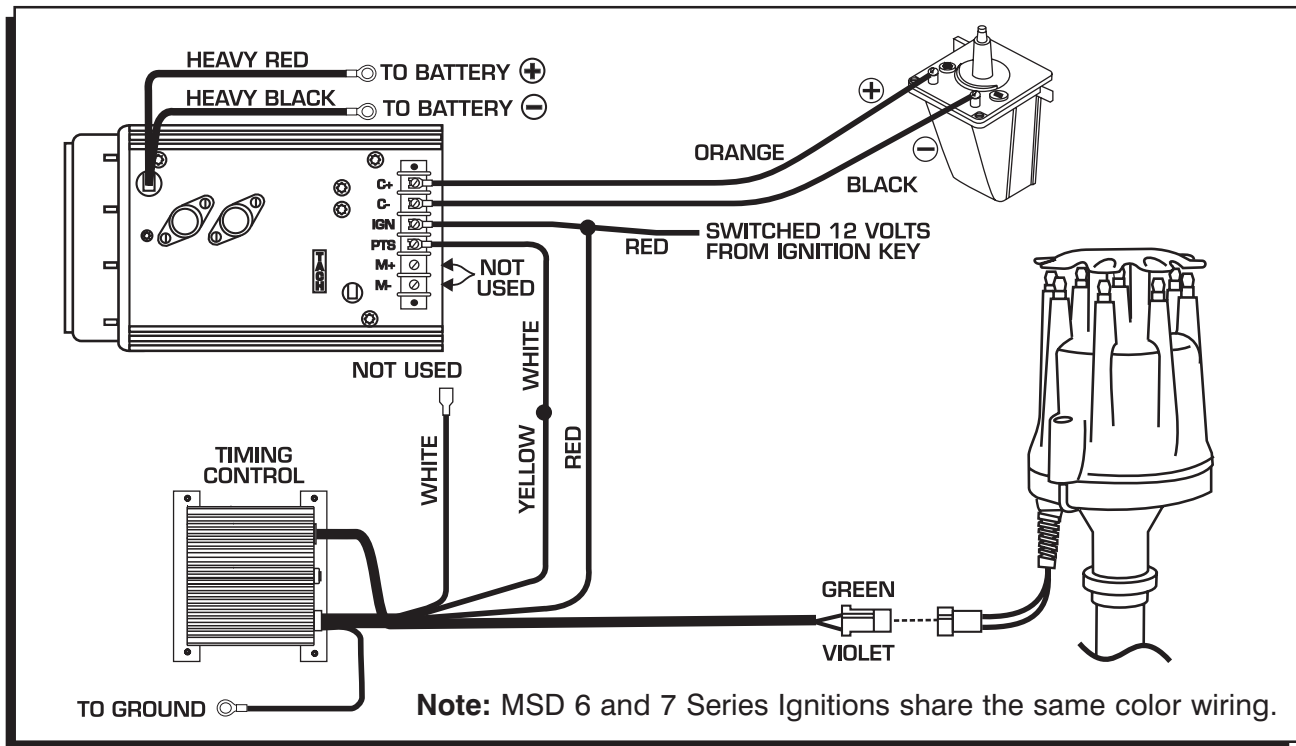 HEAVY RED
TO BATTERY ⊕
HEAVY BLACK
TO BATTERY ⊖
⊕
ORANGE
⊖
BLACK
C+
C-
IGN
PTS
M+
M-
TACH
NOT
USED
RED
SWITCHED 12 VOLTS
FROM IGNITION KEY
NOT USED
WHITE
WHITE
YELLOW
RED
TIMING
CONTROL
GREEN
VIOLET
TO GROUND
Note: MSD 6 and 7 Series Ignitions share the same color wiring.